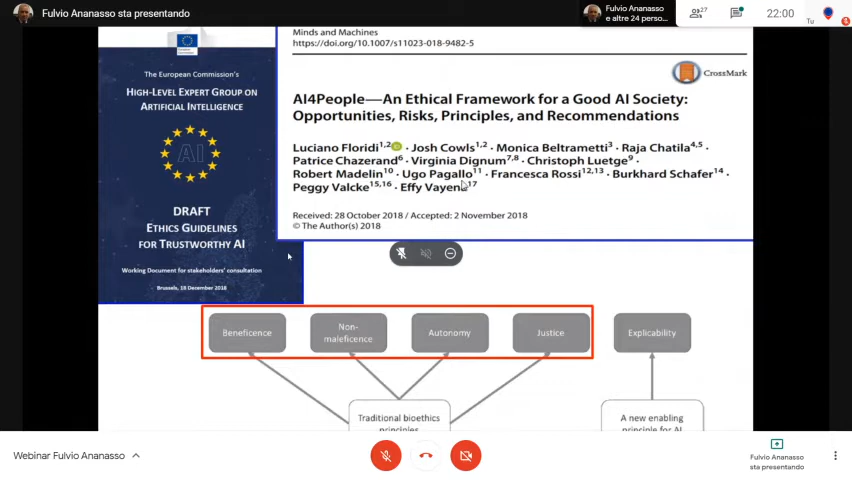 Fulvio Ananasso sta presentando
Fulvio Ananasso
e altre 24 perso...
27
22:00
Tu
Minds and Machines
https://doi.org/10.1007/s11023-018-9482-5
CrossMark
AI4People—An Ethical Framework for a Good AI Society:
Opportunities, Risks, Principles, and Recommendations
Luciano Floridi1,2 · Josh Cowls1,2 · Monica Beltrametti3 · Raja Chatila4,5 ·
Patrice Chazerand6 · Virginia Dignum7,8 · Christoph Luetge9 ·
Robert Madelin10 · Ugo Pagallo11 · Francesca Rossi12,13 · Burkhard Schafer14 ·
Peggy Valcke15,16 · Effy Vayena17
Received: 28 October 2018 / Accepted: 2 November 2018
© The Author(s) 2018
The European Commission's
HIGH-LEVEL EXPERT GROUP ON
ARTIFICIAL INTELLIGENCE
AI
DRAFT
ETHICS GUIDELINES
FOR TRUSTWORTHY AI
Working Document for stakeholders' consultation
Brussels, 18 December 2018
Beneficence
Non-
maleficence
Autonomy
Justice
Explicability
Traditional bioethics
principles
A new enabling
principle for AI
Webinar Fulvio Ananasso
Fulvio Ananasso
sta presentando